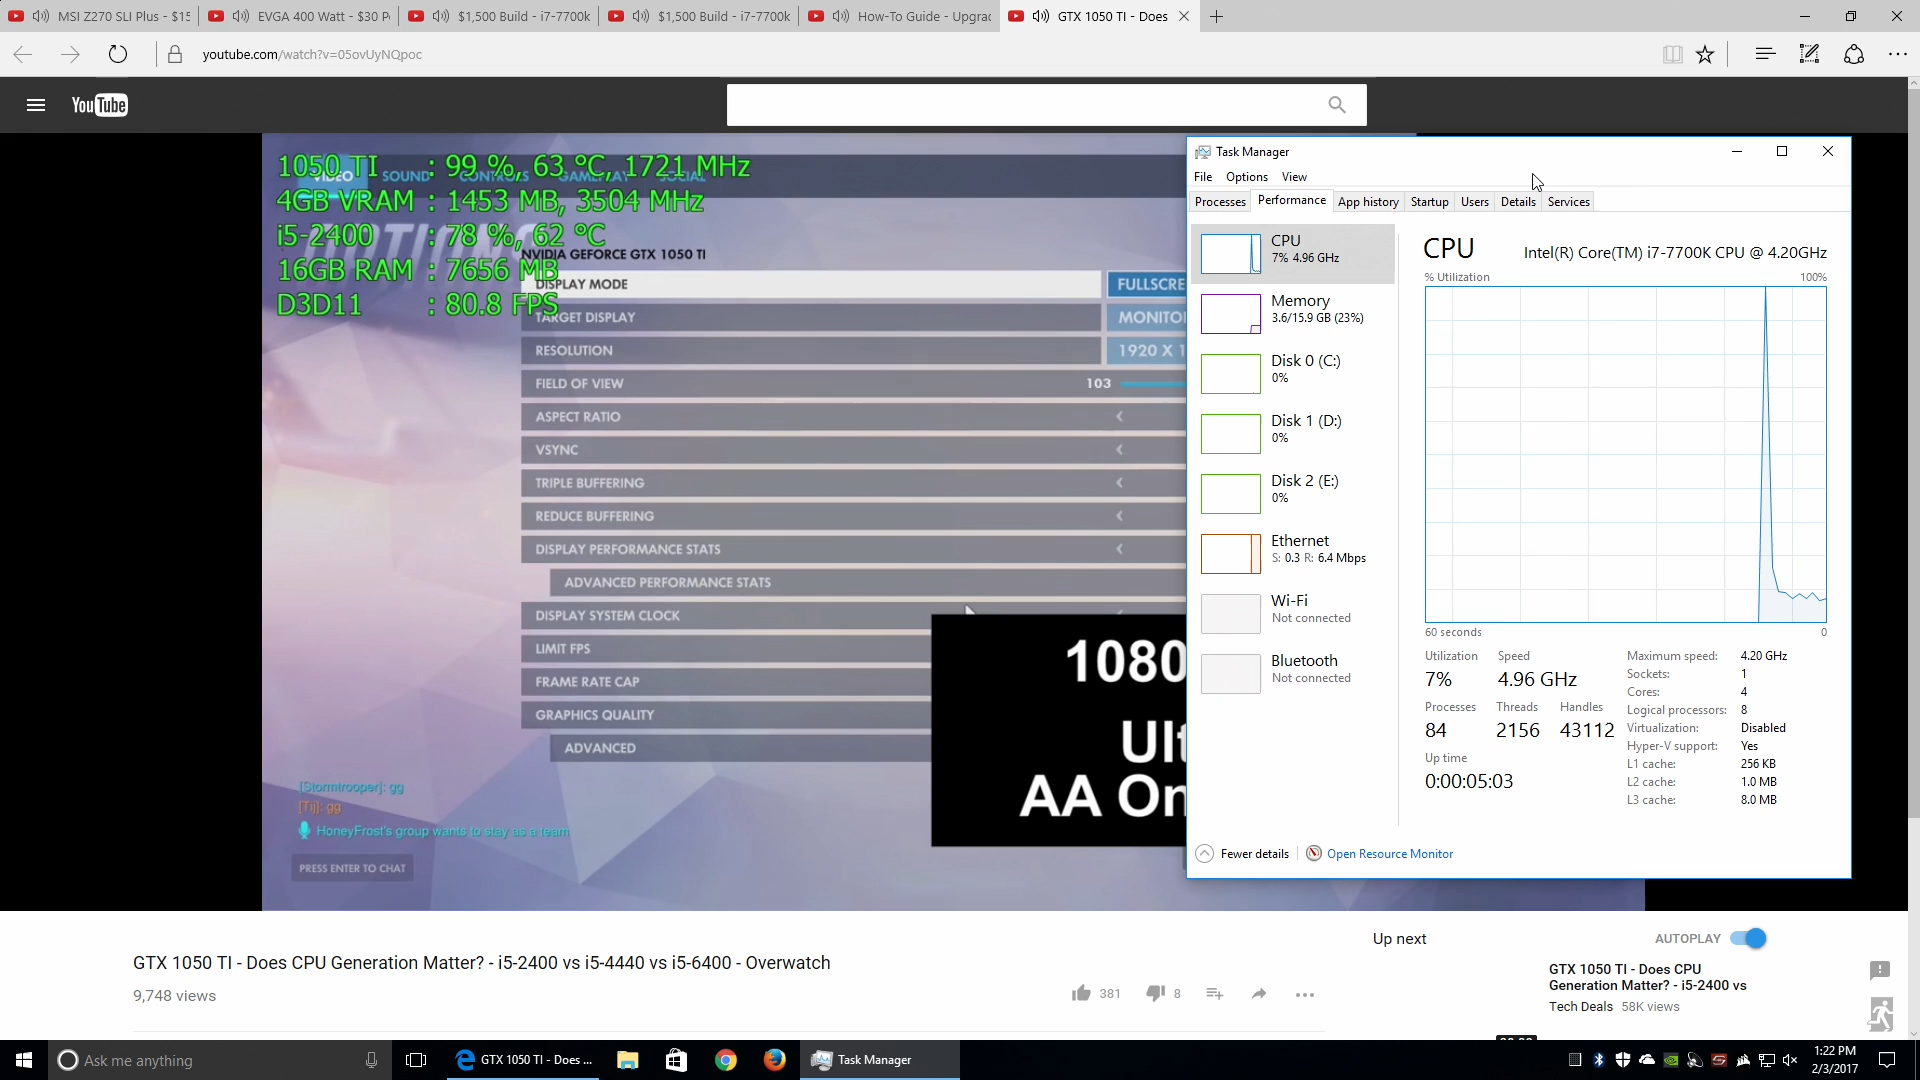 MSI Z270 SLI Plus - $15
EVGA 400 Watt - $30 P
$1,500 Build - i7-7700k
$1,500 Build - i7-7700k
How-To Guide - Upgrad
GTX 1050 TI - Does
youtube.com/watch?v=05ovUyNQpoc
YouTube
1050 TI : 99 %, 63 °C, 1721 MHz
VIDEO SOUND CONTROLS GAMEPLAY SOCIAL
4GB VRAM : 1453 MB, 3504 MHz
i5-2400 : 78 %, 62 °C
OPTIONS
NVIDIA GEFORCE GTX 1050 TI
16GB RAM : 7656 MB
D3D11 : 80.8 FPS
DISPLAY MODE
FULLSCRE
TARGET DISPLAY
MONITO
RESOLUTION
1920 X 1
FIELD OF VIEW
103
ASPECT RATIO
VSYNC
TRIPLE BUFFERING
REDUCE BUFFERING
DISPLAY PERFORMANCE STATS
ADVANCED PERFORMANCE STATS
DISPLAY SYSTEM CLOCK
LIMIT FPS
FRAME RATE CAP
GRAPHICS QUALITY
ADVANCED
1080
Ult
AA On
[Stormtrooper]: gg
[Tij]: gg
HoneyFrost's group wants to stay as a team
PRESS ENTER TO CHAT
Task Manager
File Options View
Processes Performance App history Startup Users Details Services
CPU
7% 4.96 GHz
Memory
3.6/15.9 GB (23%)
Disk 0 (C:)
0%
Disk 1 (D:)
0%
Disk 2 (E:)
0%
Ethernet
S: 0.3 R: 6.4 Mbps
Wi-Fi
Not connected
Bluetooth
Not connected
CPU
Intel(R) Core(TM) i7-7700K CPU @ 4.20GHz
% Utilization 100%
60 seconds 0
Utilization Speed
7% 4.96 GHz
Processes Threads Handles
84 2156 43112
Up time
0:00:05:03
Maximum speed: 4.20 GHz
Sockets: 1
Cores: 4
Logical processors: 8
Virtualization: Disabled
Hyper-V support: Yes
L1 cache: 256 KB
L2 cache: 1.0 MB
L3 cache: 8.0 MB
Fewer details
Open Resource Monitor
GTX 1050 TI - Does CPU Generation Matter? - i5-2400 vs i5-4440 vs i5-6400 - Overwatch
9,748 views
381
8
Up next
AUTOPLAY
GTX 1050 TI - Does CPU
Generation Matter? - i5-2400 vs
Tech Deals 58K views
Ask me anything
GTX 1050 TI - Does ...
Task Manager
1:22 PM
2/3/2017